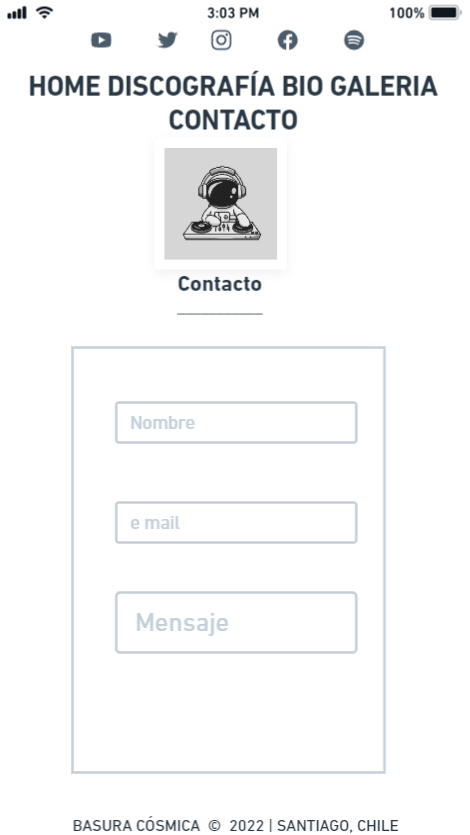 3:03 PM
100%
HOME DISCOGRAFÍA BIO GALERIA
CONTACTO
Contacto
Nombre
e mail
Mensaje
BASURA CÓSMICA © 2022 | SANTIAGO, CHILE